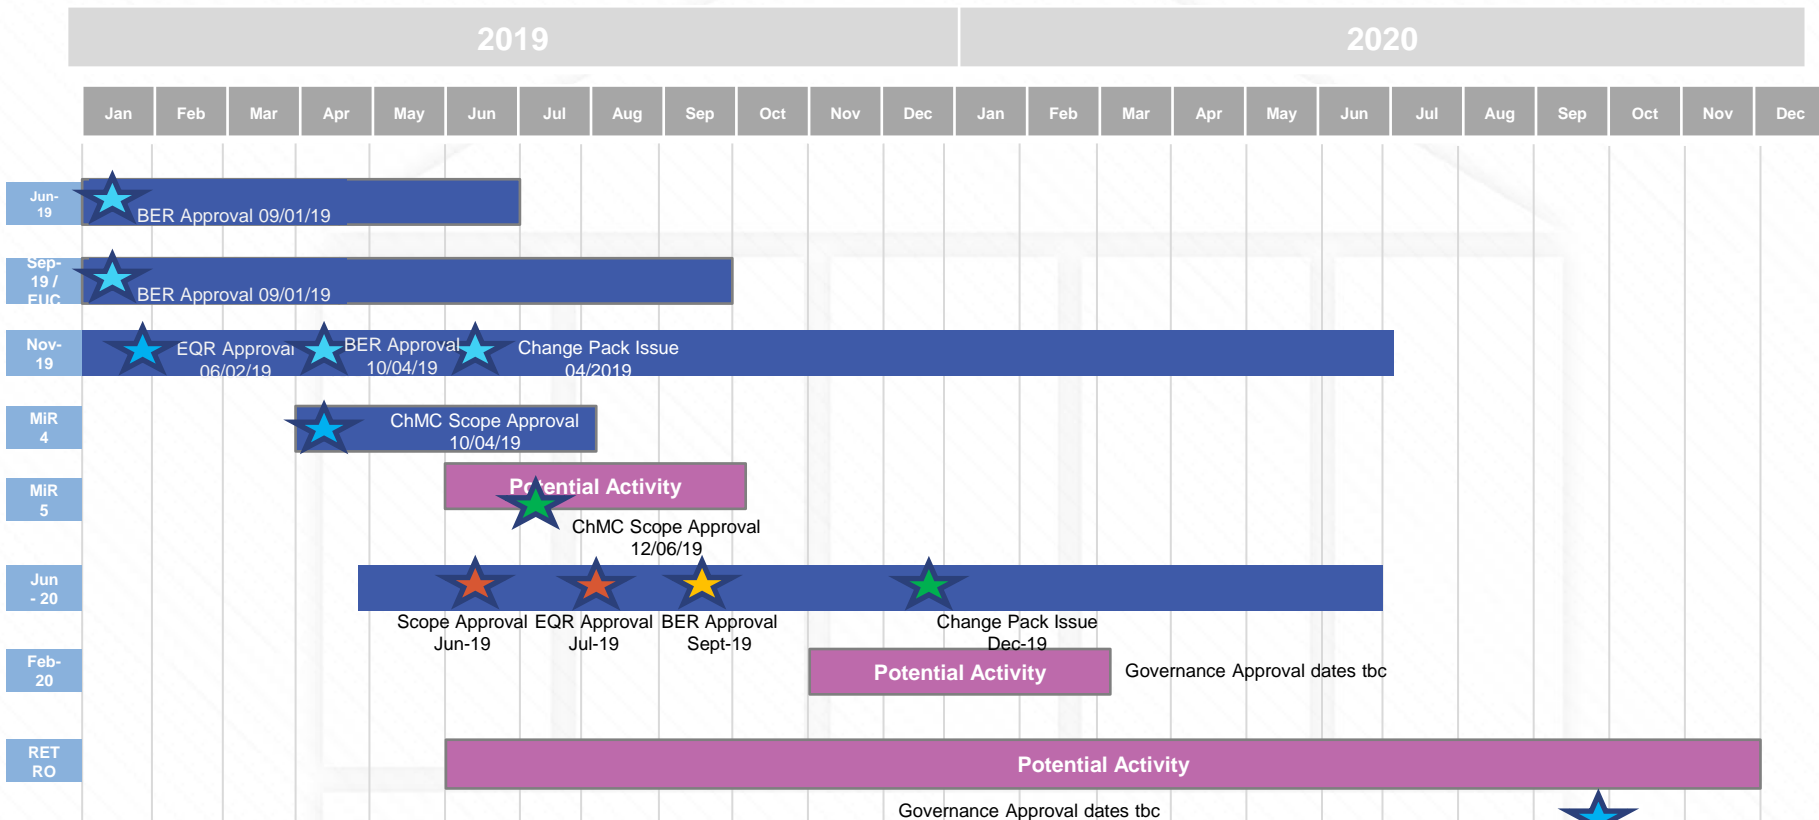 2019 2020
Jan Feb Mar Apr May Jun Jul Aug Sep Oct Nov Dec Jan Feb Mar Apr May Jun Jul Aug Sep Oct Nov Dec
Jun-
19
BER Approval 09/01/19
Sep-
19 /
EUC
BER Approval 09/01/19
Nov-
19
EQR Approval
06/02/19
BER Approval
10/04/19
Change Pack Issue
04/2019
MiR
4
ChMC Scope Approval
10/04/19
MiR
5
Potential Activity
ChMC Scope Approval
12/06/19
Jun
- 20
Scope Approval
Jun-19
EQR Approval
Jul-19
BER Approval
Sept-19
Change Pack Issue
Dec-19
Feb-
20
Potential Activity
Governance Approval dates tbc
RET
RO
Potential Activity
Governance Approval dates tbc